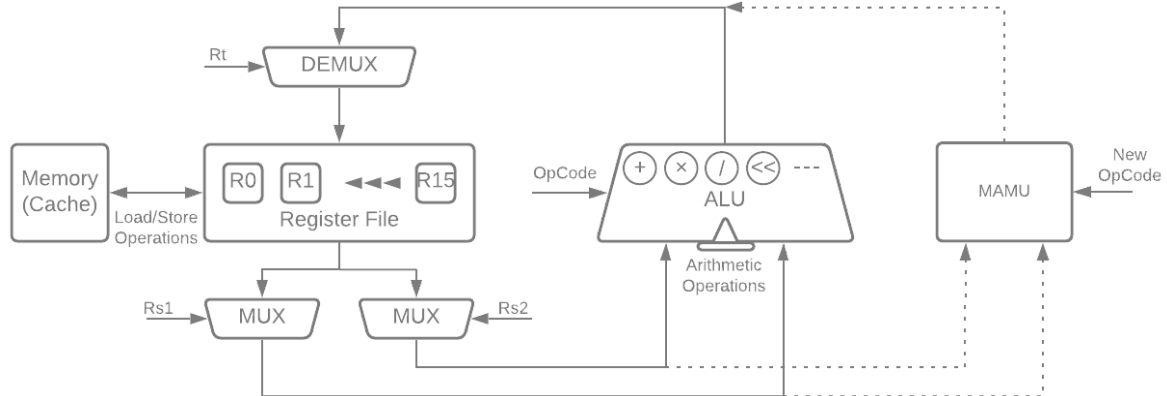 Rt
DEMUX
Memory
(Cache)
Load/Store
Operations
R0
R1
R15
Register File
OpCode
+
×
/
<<
---
ALU
Arithmetic
Operations
MAMU
New
OpCode
Rs1
MUX
MUX
Rs2